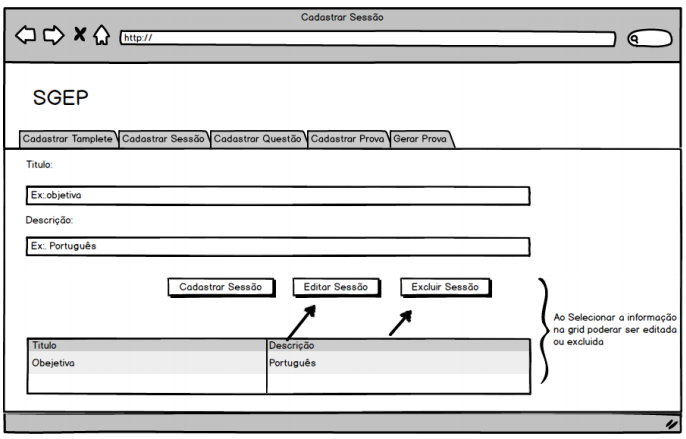 Cadastrar Sessão
http://
SGEP
Cadastrar Tamplete Cadastrar Sessão Cadastrar Questão Cadastrar Prova Gerar Prova
Titulo:
Ex:.objetiva
Descrição:
Ex:. Português
Cadastrar Sessão Editar Sessão Excluir Sessão
Ao Selecionar a informação
na grid poderar ser editada
ou excluida
Titulo Descrição
Obejetiva Português